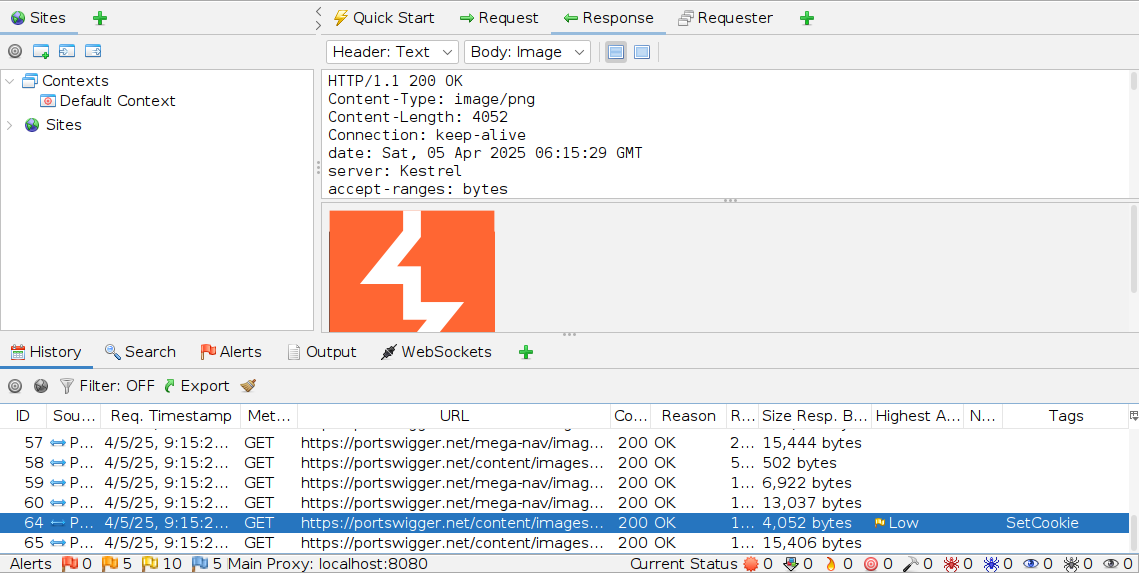 Sites
Quick Start Request Response Requester
Header: Text Body: Image
Contexts
Default Context
Sites
HTTP/1.1 200 OK
Content-Type: image/png
Content-Length: 4052
Connection: keep-alive
date: Sat, 05 Apr 2025 06:15:29 GMT
server: Kestrel
accept-ranges: bytes
History Search Alerts Output WebSockets
Filter: OFF Export
ID Sou... Req. Timestamp Met... URL Co... Reason R... Size Resp. B... Highest A... N... Tags
57 P... 4/5/25, 9:15:2... GET https://portswigger.net/mega-nav/imag... 200 OK 2... 15,444 bytes
58 P... 4/5/25, 9:15:2... GET https://portswigger.net/content/images... 200 OK 5... 502 bytes
59 P... 4/5/25, 9:15:2... GET https://portswigger.net/mega-nav/imag... 200 OK 1... 6,922 bytes
60 P... 4/5/25, 9:15:2... GET https://portswigger.net/mega-nav/imag... 200 OK 1... 13,037 bytes
64 P... 4/5/25, 9:15:2... GET https://portswigger.net/content/images... 200 OK 1... 4,052 bytes Low SetCookie
65 P... 4/5/25, 9:15:2... GET https://portswigger.net/content/images... 200 OK 1... 15,406 bytes
Alerts 0 5 10 5 Main Proxy: localhost:8080 Current Status 0 0 0 0 0 0 0 0 0 0